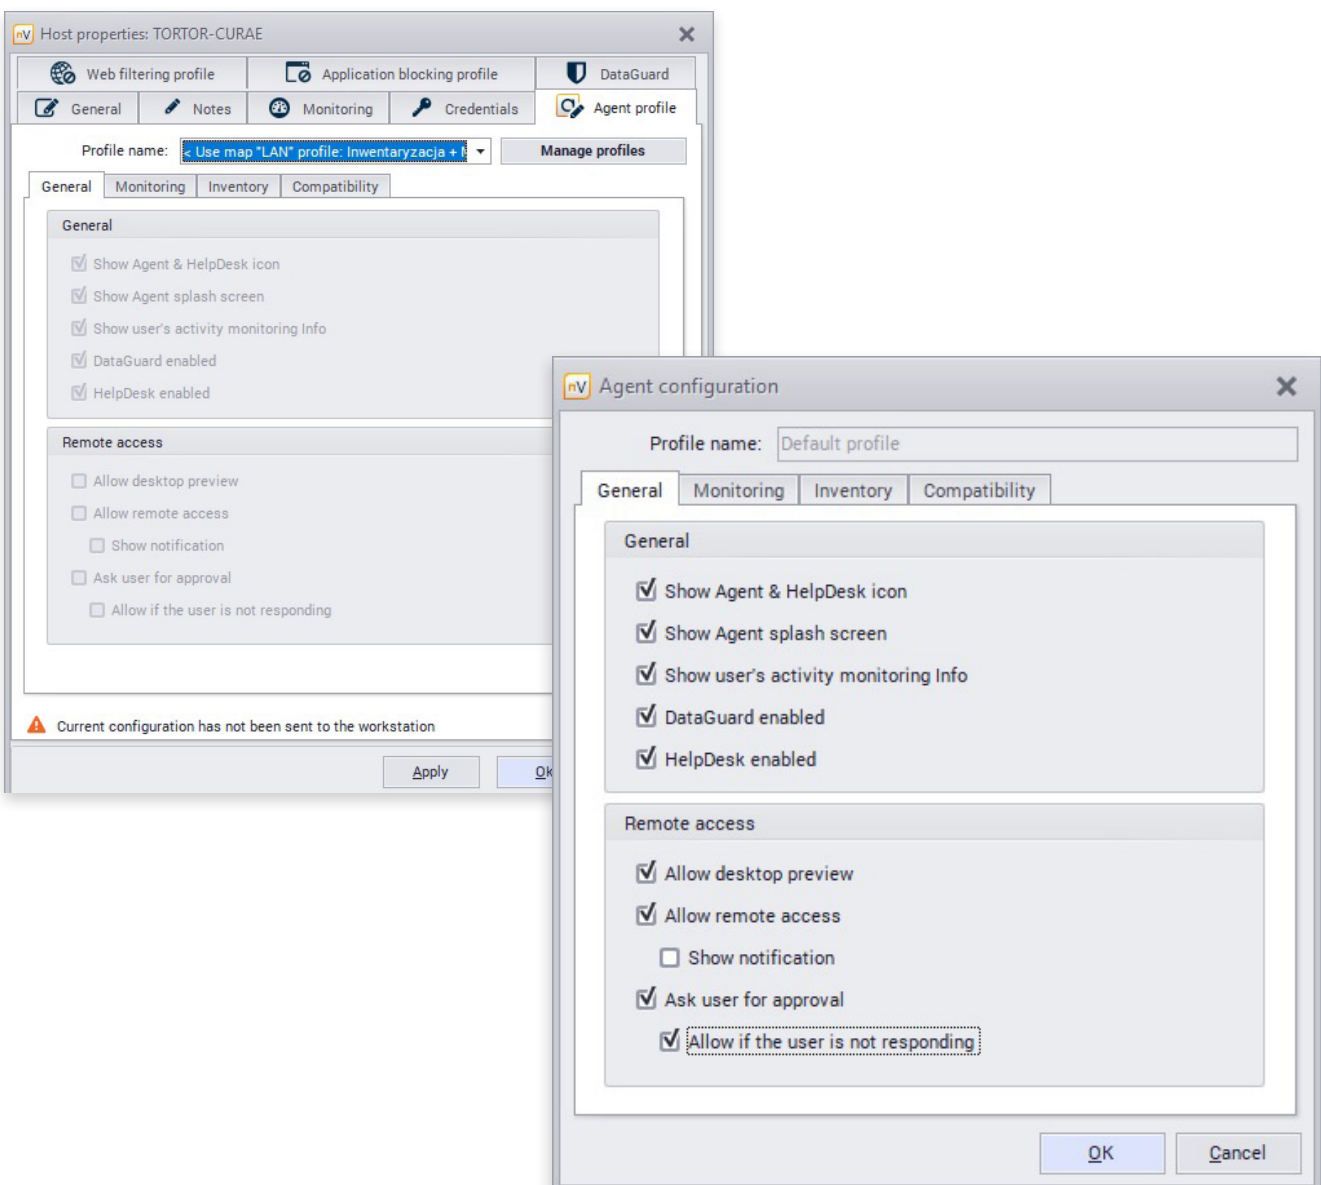 nV Host properties: TORTOR-CURAE
Web filtering profile Application blocking profile DataGuard
General Notes Monitoring Credentials Agent profile
Profile name: < Use map "LAN" profile: Inwentaryzacja + Manage profiles
General Monitoring Inventory Compatibility
General
Show Agent & HelpDesk icon
Show Agent splash screen
Show user's activity monitoring Info
DataGuard enabled
HelpDesk enabled
Remote access
Allow desktop preview
Allow remote access
Show notification
Ask user for approval
Allow if the user is not responding
Current configuration has not been sent to the workstation
Apply Ok
nV Agent configuration
Profile name: Default profile
General Monitoring Inventory Compatibility
General
Show Agent & HelpDesk icon
Show Agent splash screen
Show user's activity monitoring Info
DataGuard enabled
HelpDesk enabled
Remote access
Allow desktop preview
Allow remote access
Show notification
Ask user for approval
Allow if the user is not responding
OK Cancel